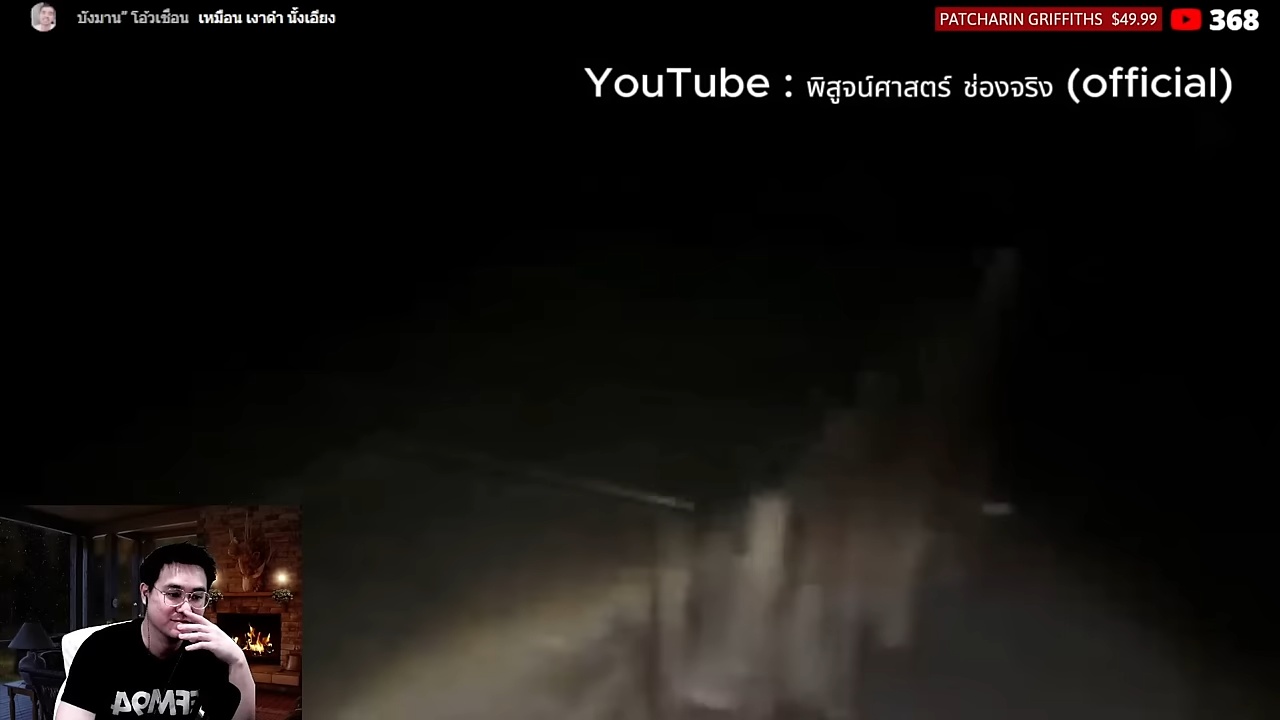 บังมาน” โอ้วเชื่อน เหมือน เงาดำ นั่งเอียง
PATCHARIN GRIFFITHS $49.99 368
YouTube : พิสูจน์ศาสตร์ ช่องจริง (official)